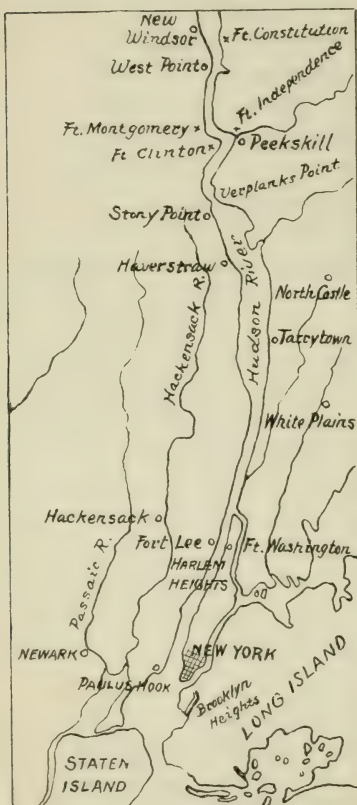 NEW
WINDSOR
Ft. Constitution
West Point
Ft. Independence
Ft. Montgomery
Peekskill
Ft Clinton
Verplanks Point
Stony Point
Haverstraw
Hudson River
Hackensack R.
North Castle
Tarrytown
White Plains
Hackensack
Fort Lee
Ft. Washington
HARLEM
HEIGHTS
Passaic R.
NEWARK
NEW YORK
PAULUS HOOK
Brooklyn
Heights
LONG ISLAND
STATEN
ISLAND